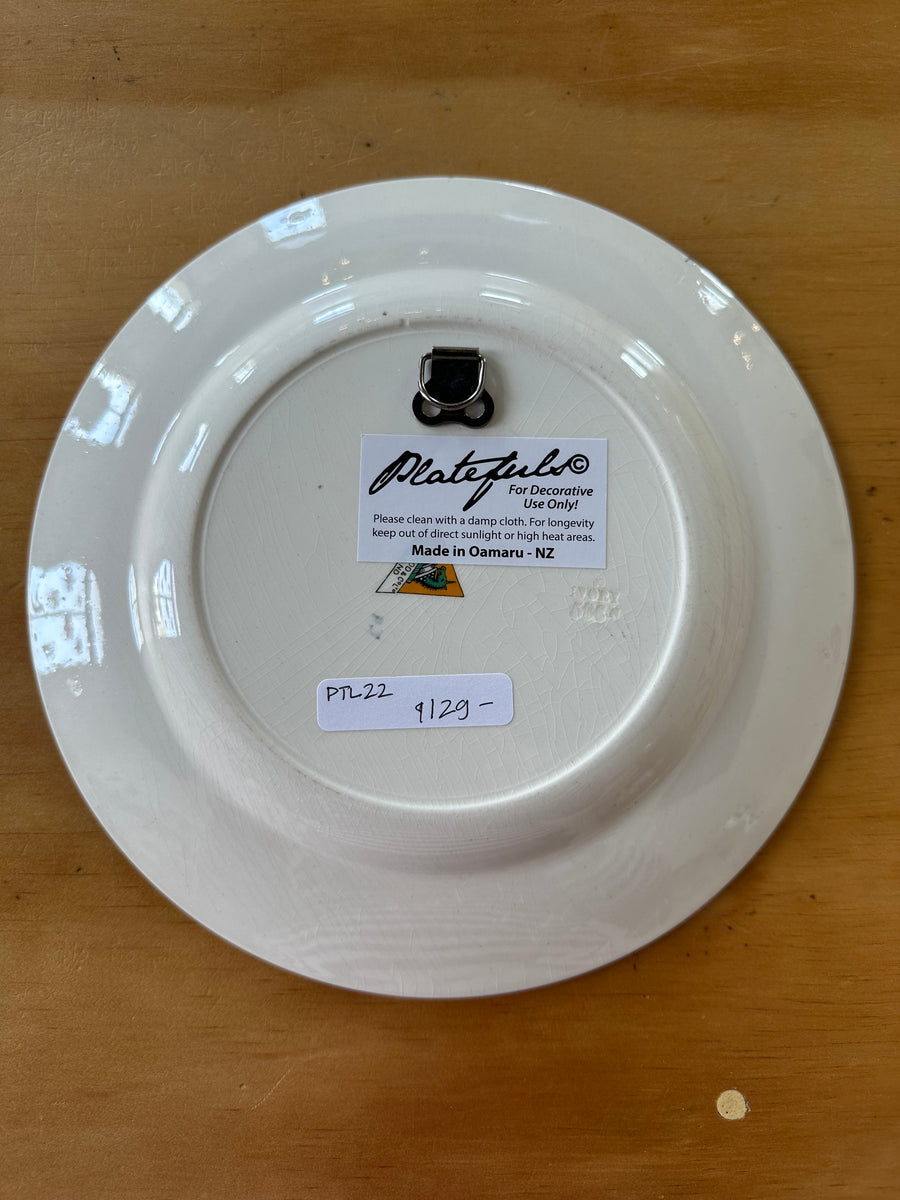 Platefuls©
For Decorative
Use Only!
Please clean with a damp cloth. For longevity
keep out of direct sunlight or high heat areas.
Made in Oamaru - NZ
IVORY
PTL22
$129-